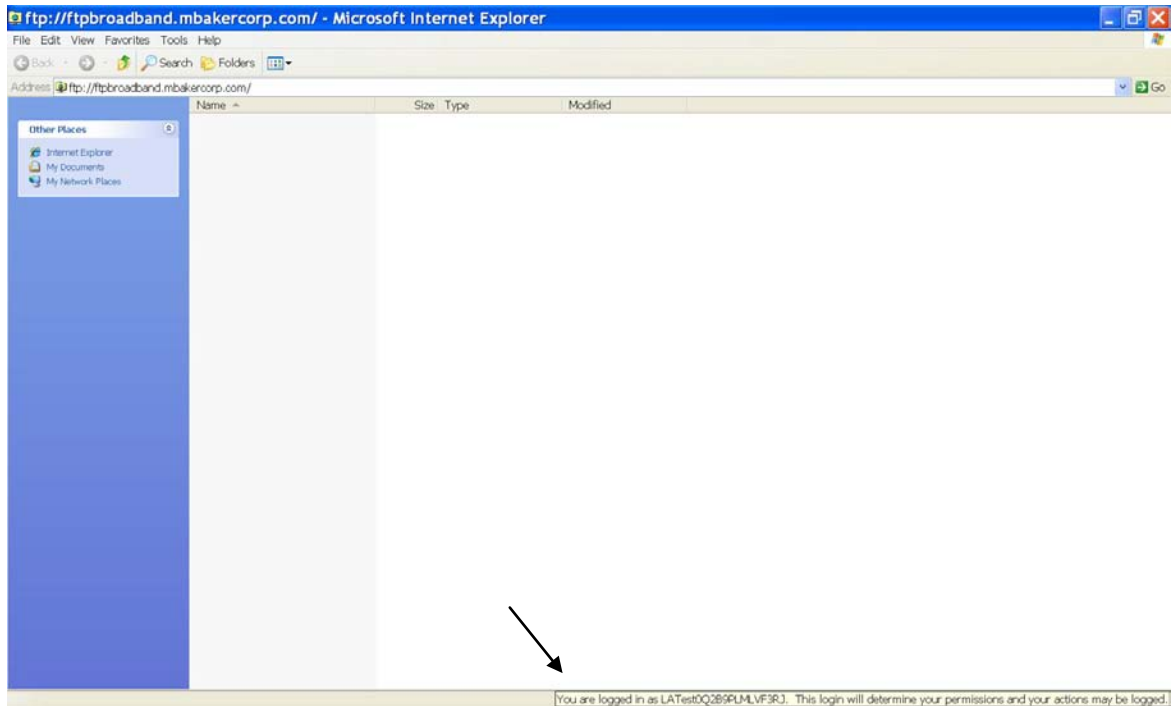 ftp://ftpbroadband.mbakercorp.com/ - Microsoft Internet Explorer
File Edit View Favorites Tools Help
Back Search Folders
Address ftp://ftpbroadband.mbakercorp.com/ Go
Name Size Type Modified
Other Places
Internet Explorer
My Documents
My Network Places
You are logged in as LATest0Q2B9PLMLVF3RJ. This login will determine your permissions and your actions may be logged.